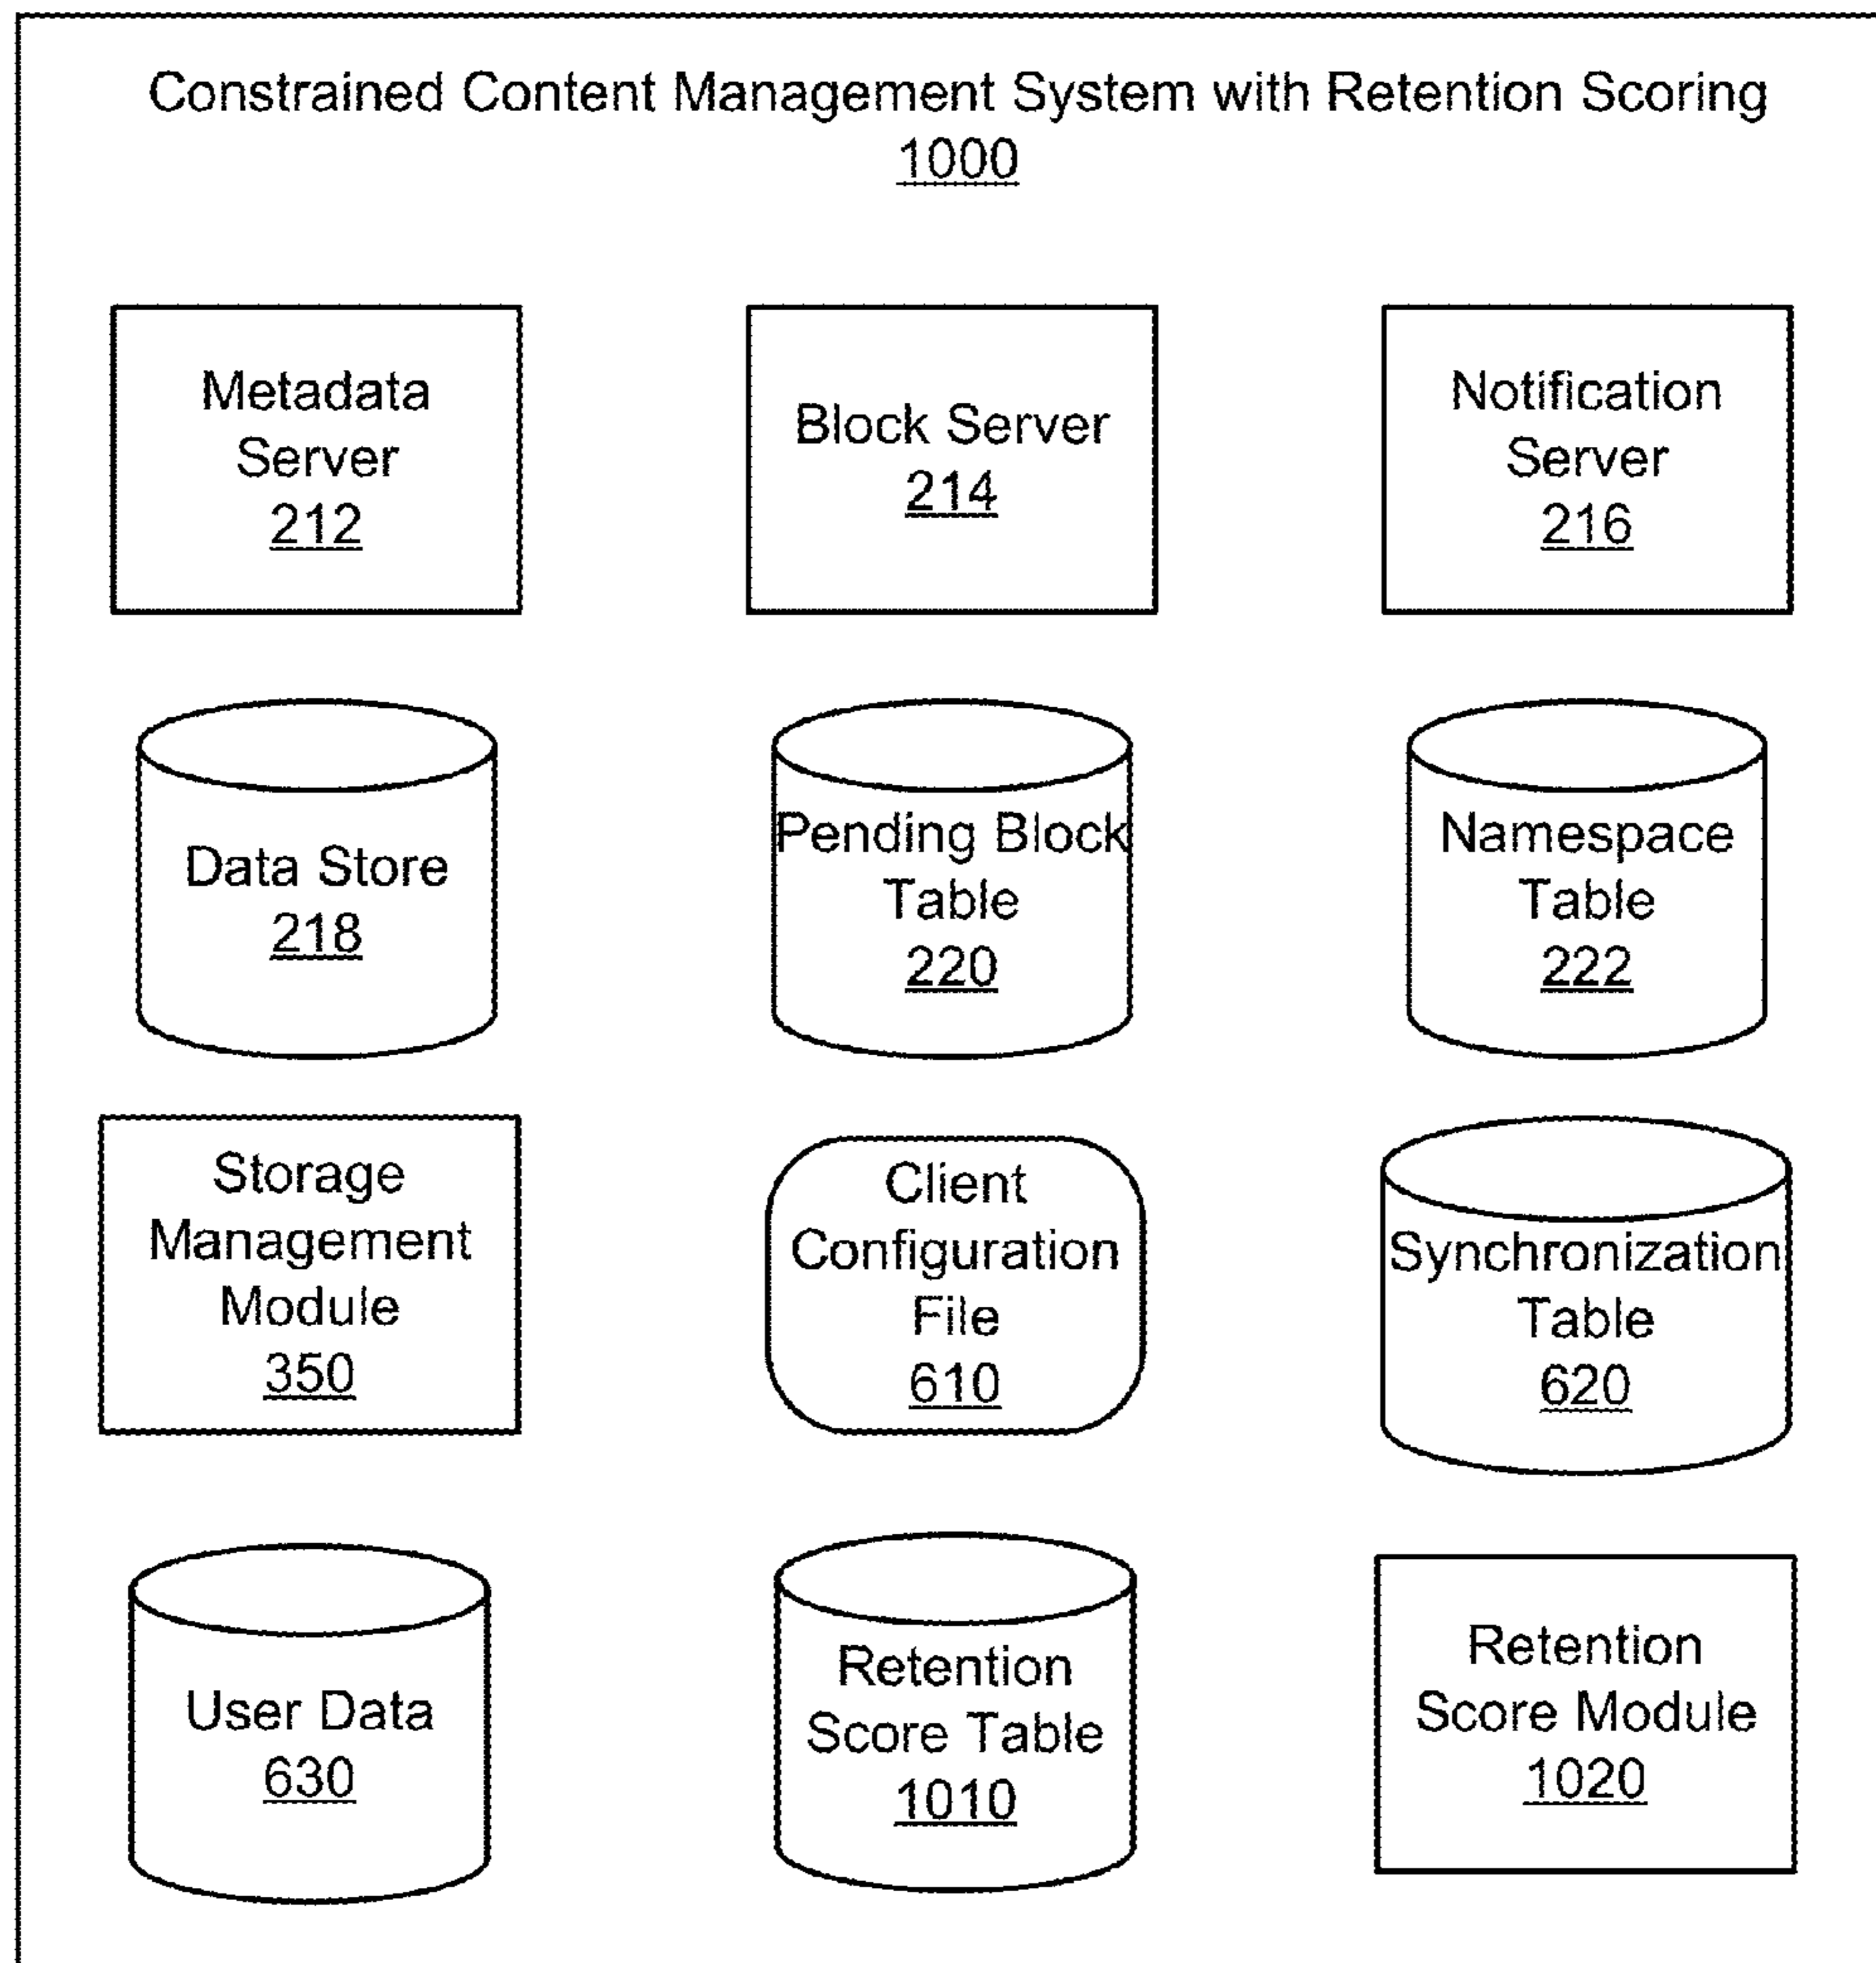 Constrained Content Management System with Retention Scoring
1000
Metadata
Server
212
Block Server
214
Notification
Server
216
Data Store
218
Pending Block
Table
220
Namespace
Table
222
Storage
Management
Module
350
Client
Configuration
File
610
Synchronization
Table
620
User Data
630
Retention
Score Table
1010
Retention
Score Module
1020